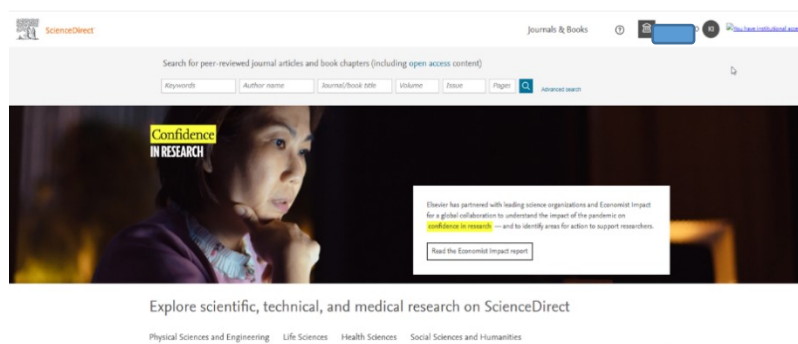 ScienceDirect
Journals & Books
?
Search for peer-reviewed journal articles and book chapters (including open access content)
Keywords
Author name
Journal/book title
Volume
Issue
Pages
Advanced search
Confidence
IN RESEARCH
Elsevier has partnered with leading science organizations and Economist Impact
for a global collaboration to understand the impact of the pandemic on
confidence in research — and to identify areas for action to support researchers.
Read the Economist Impact report
Explore scientific, technical, and medical research on ScienceDirect
Physical Sciences and Engineering
Life Sciences
Health Sciences
Social Sciences and Humanities